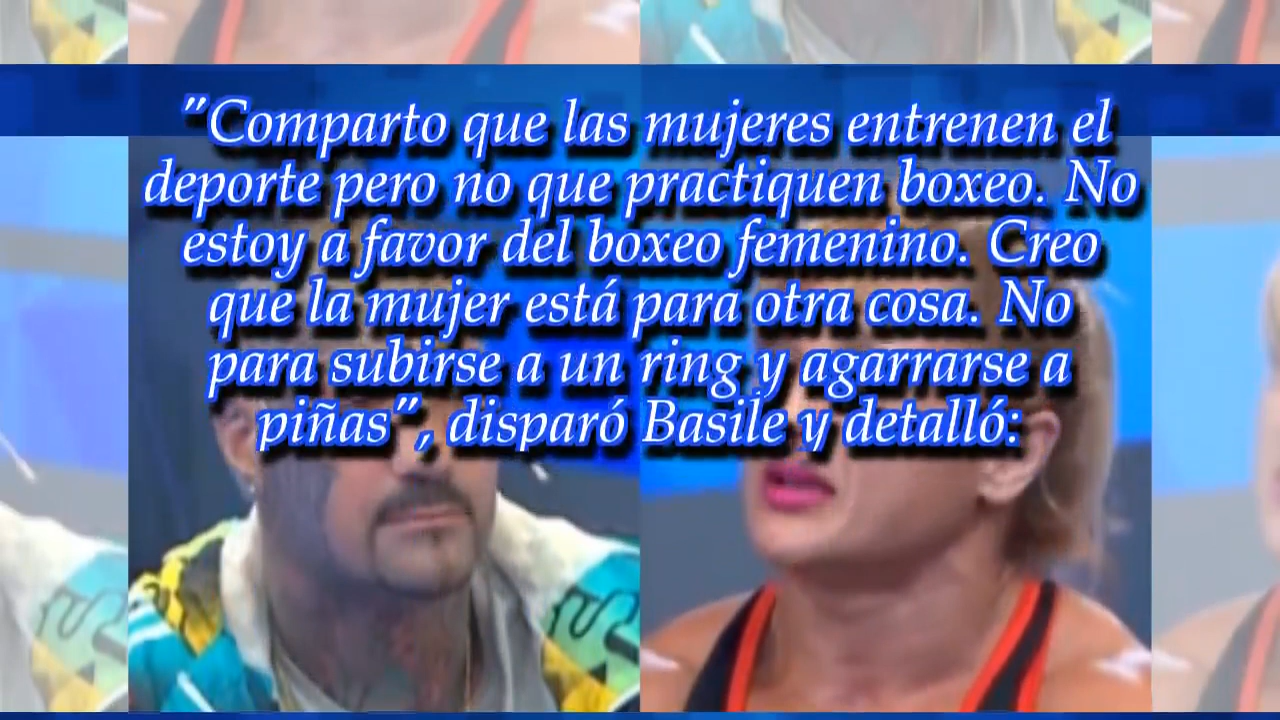 "Comparto que las mujeres entrenen el
deporte pero no que practiquen boxeo. No
estoy a favor del boxeo femenino. Creo
que la mujer está para otra cosa. No
para subirse a un ring y agarrarse a
piñas", disparó Basile y detalló: